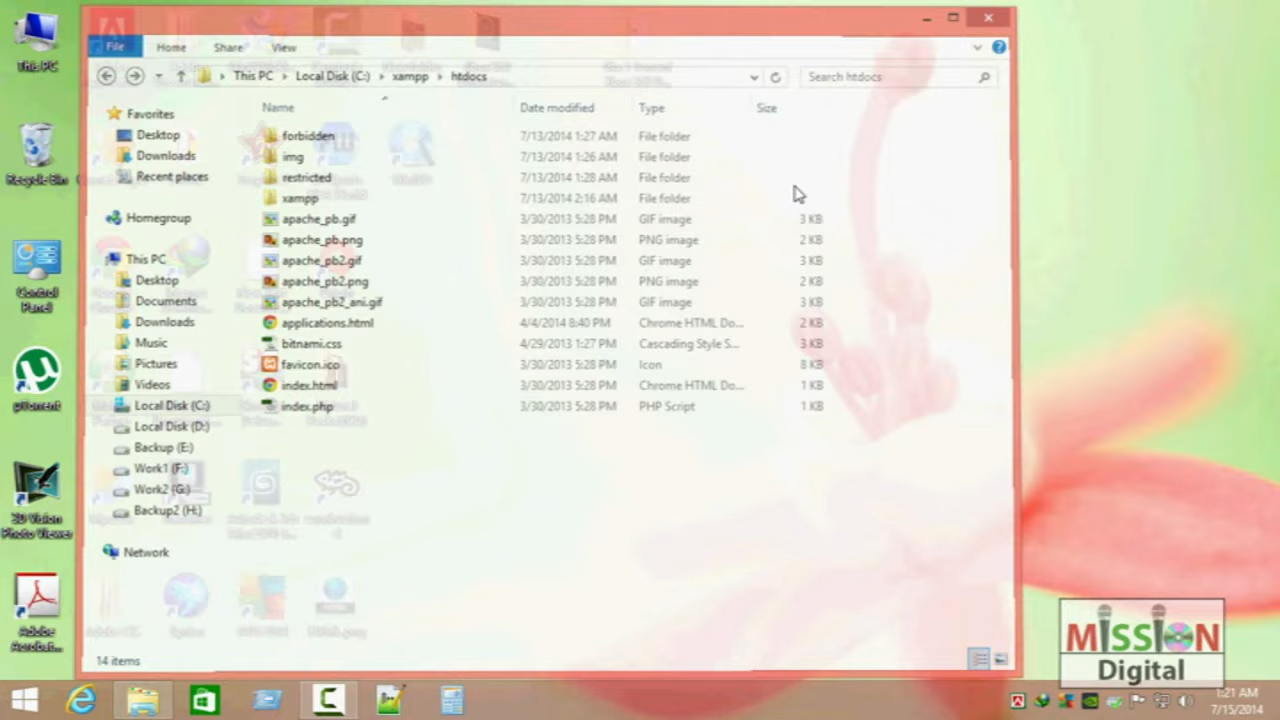 This PC
Recycle Bin
Control
Panel
µTorrent
3D Vision
Photo Viewer
Adobe
Acrobat...
File Home Share View
This PC Local Disk (C:) xampp htdocs
Search htdocs
Name Date modified Type Size
forbidden 7/13/2014 1:27 AM File folder
img 7/13/2014 1:26 AM File folder
restricted 7/13/2014 1:28 AM File folder
xampp 7/13/2014 2:16 AM File folder
apache_pb.gif 3/30/2013 5:28 PM GIF image 3 KB
apache_pb.png 3/30/2013 5:28 PM PNG image 2 KB
apache_pb2.gif 3/30/2013 5:28 PM GIF image 3 KB
apache_pb2.png 3/30/2013 5:28 PM PNG image 2 KB
apache_pb2_ani.gif 3/30/2013 5:28 PM GIF image 3 KB
applications.html 4/4/2014 8:40 PM Chrome HTML Do... 2 KB
bitnami.css 4/29/2013 1:27 PM Cascading Style S... 3 KB
favicon.ico 3/30/2013 5:28 PM Icon 8 KB
index.html 3/30/2013 5:28 PM Chrome HTML Do... 1 KB
index.php 3/30/2013 5:28 PM PHP Script 1 KB
Favorites
Desktop
Downloads
Recent places
Homegroup
This PC
Desktop
Documents
Downloads
Music
Pictures
Videos
Local Disk (C:)
Local Disk (D:)
Backup (E:)
Work1 (F:)
Work2 (G:)
Backup2 (H:)
Network
14 items
MISSION
Digital
1:21 AM
7/15/2014